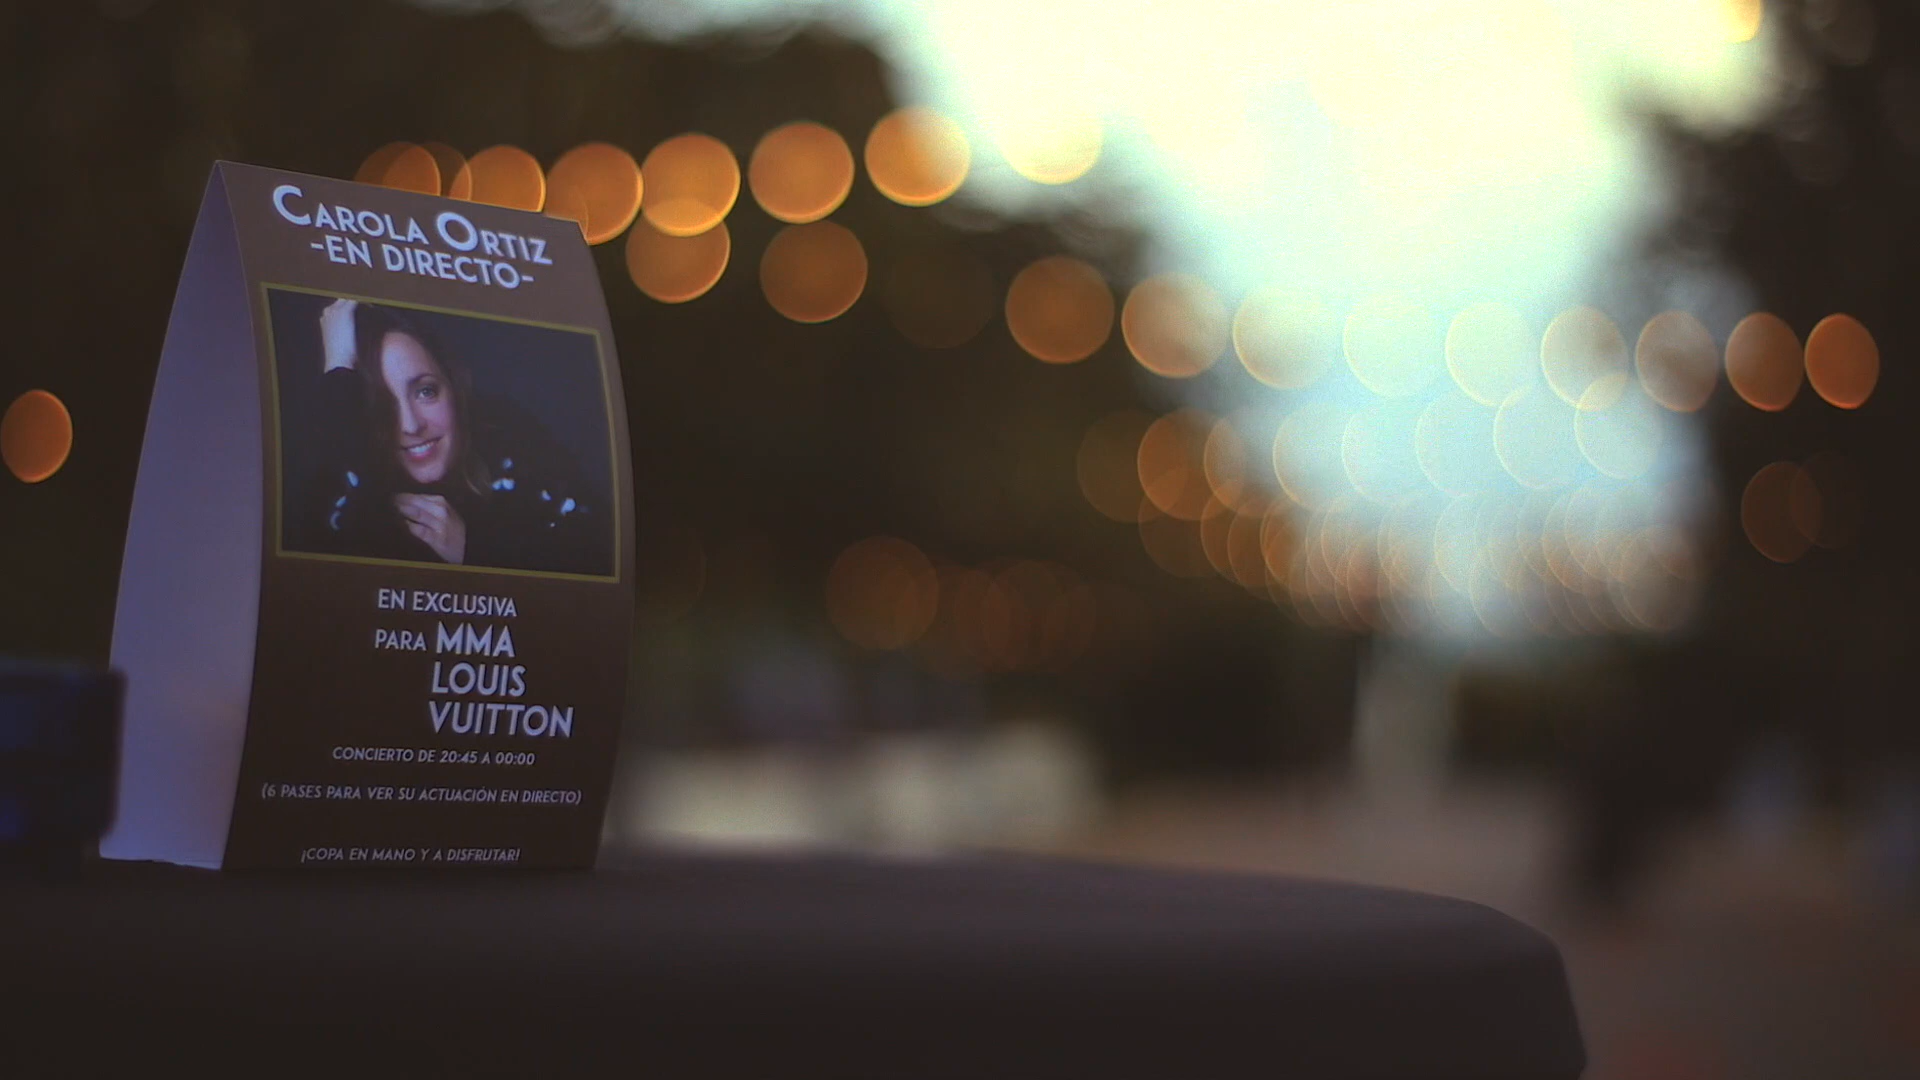 CAROLA ORTIZ
-EN DIRECTO-
EN EXCLUSIVA
PARA MMA
LOUIS
VUITTON
CONCIERTO DE 20:45 A 00:00
(6 PASES PARA VER SU ACTUACIÓN EN DIRECTO)
¡COPA EN MANO Y A DISFRUTAR!